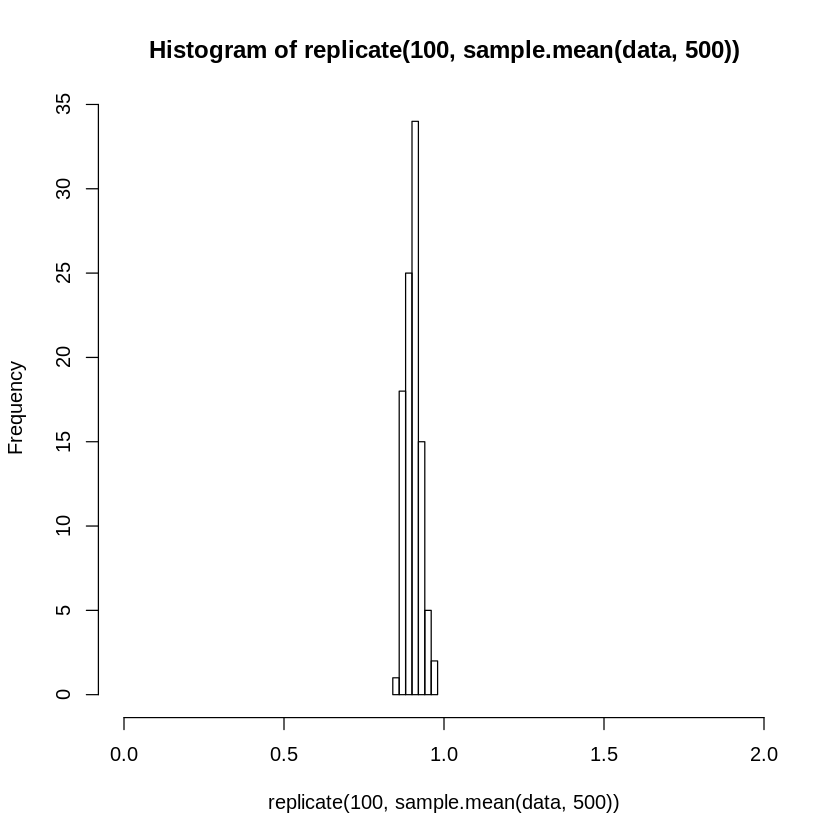 Histogram of replicate(100, sample.mean(data, 500))
Frequency
35
30
25
20
15
10
5
0
0.0 0.5 1.0 1.5 2.0
replicate(100, sample.mean(data, 500))